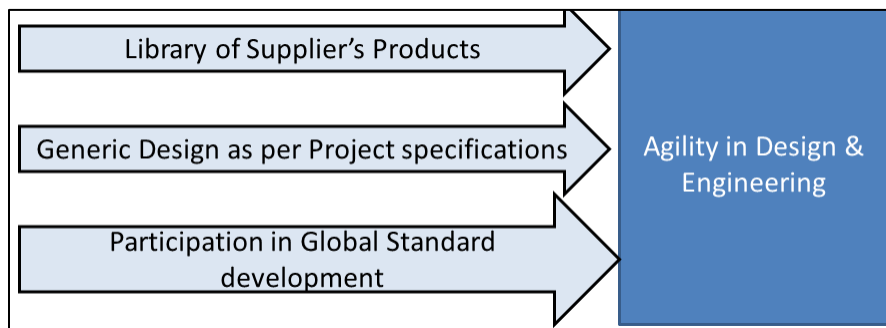 Library of Supplier’s Products
Generic Design as per Project specifications
Participation in Global Standard
development
Agility in Design &
Engineering